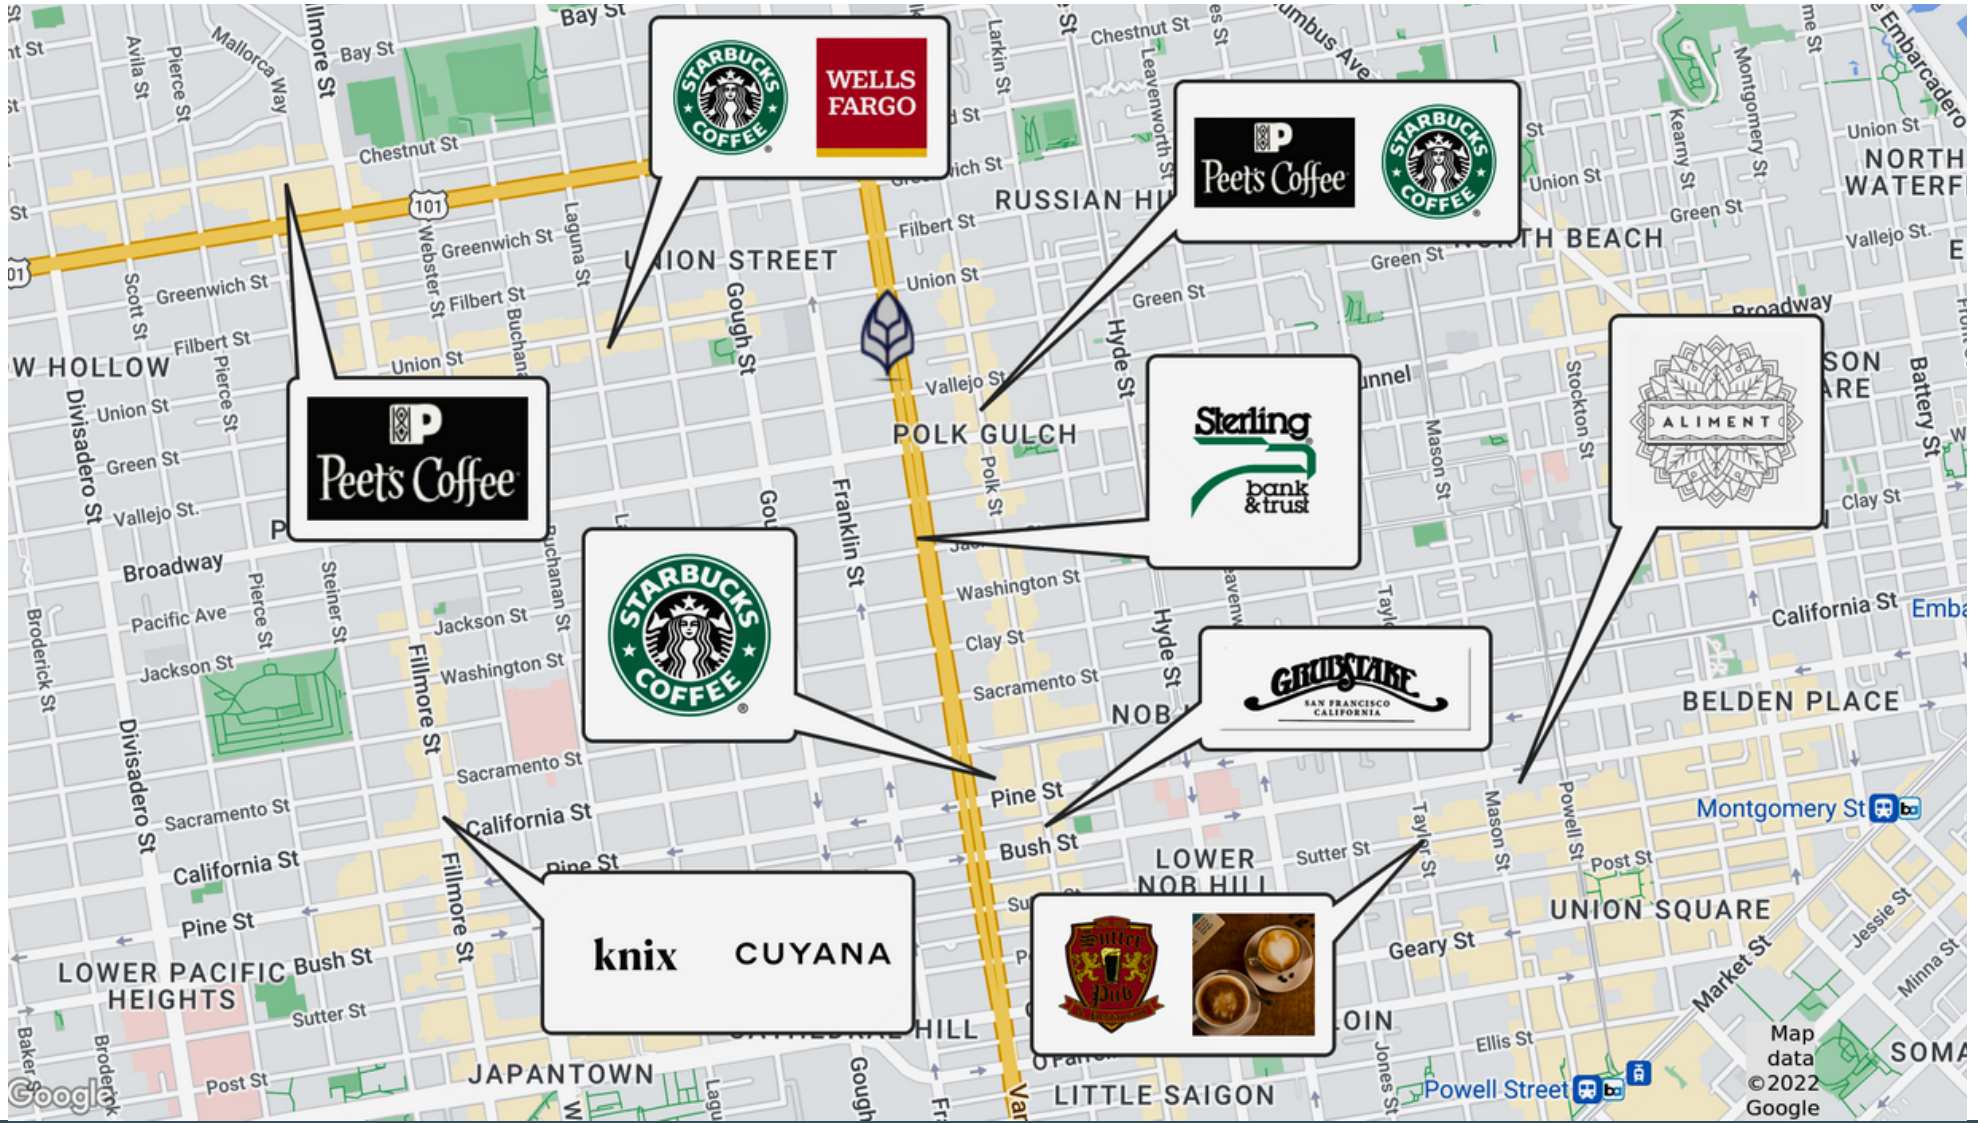 Bay St
Bay St
Avila St
Pierce St
Mallorca Way
Chestnut St
Larkin St
Chestnut St
Leavenworth St
Montgomery St
Kearny St
Union St
NORTH
WATERF
STARBUCKS
COFFEE
WELLS
FARGO
Peet's Coffee
STARBUCKS
COFFEE
101
Webster St
Laguna St
Greenwich St
Filbert St
RUSSIAN HI
Union St
Green St
Vallejo St.
UNION STREET
Green St
Greenwich St
Scott St
Filbert St
Gough St
Union St
Green St
Hyde St
Broadway
W HOLLOW
Filbert St
Pierce St
Union St
Vallejo St
Stockton St
Battery St
ALIMENT
Divisadero St
Union St
Peet's Coffee
POLK GULCH
Sterling
bank
& trust
Mason St
Green St
Franklin St
Polk St
Clay St
Vallejo St.
Broadway
Pierce St
Steiner St
Washington St
California St
Emba
Broderick St
Pacific Ave
Jackson St
STARBUCKS
COFFEE
Clay St
Hyde St
Jackson St
Fillmore St
Washington St
Sacramento St
GRUBSTAKE
SAN FRANCISCO
CALIFORNIA
BELDEN PLACE
Divisadero St
Sacramento St
Sacramento St
California St
Pine St
Taylor St
Mason St
Powell St
Montgomery St
California St
Fillmore St
Pine St
Bush St
LOWER
NOB HILL
Sutter St
Post St
Pine St
knix
CUYANA
UNION SQUARE
Jessie St
LOWER PACIFIC
HEIGHTS
Bush St
Sutter
Pub
& Restaurant
Geary St
Market St
Minna St
Sutter St
CATHEDRAL HILL
LOIN
Ellis St
Map
data
©2022
Google
SOMA
Baker St
Broderick
Post St
JAPANTOWN
Gough
LITTLE SAIGON
Jones St
Powell Street
Google